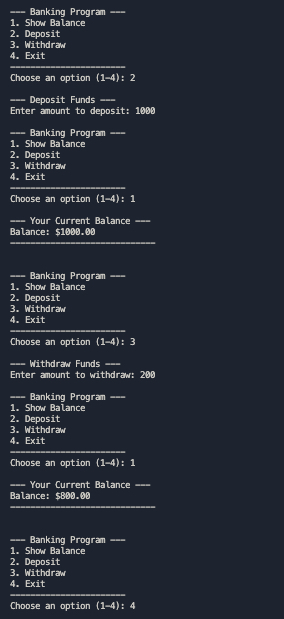 --- Banking Program ---
1. Show Balance
2. Deposit
3. Withdraw
4. Exit
-----------------------
Choose an option (1-4): 2
--- Deposit Funds ---
Enter amount to deposit: 1000
--- Banking Program ---
1. Show Balance
2. Deposit
3. Withdraw
4. Exit
-----------------------
Choose an option (1-4): 1
--- Your Current Balance ---
Balance: $1000.00
-----------------------------
--- Banking Program ---
1. Show Balance
2. Deposit
3. Withdraw
4. Exit
-----------------------
Choose an option (1-4): 3
--- Withdraw Funds ---
Enter amount to withdraw: 200
--- Banking Program ---
1. Show Balance
2. Deposit
3. Withdraw
4. Exit
-----------------------
Choose an option (1-4): 1
--- Your Current Balance ---
Balance: $800.00
-----------------------------
--- Banking Program ---
1. Show Balance
2. Deposit
3. Withdraw
4. Exit
-----------------------
Choose an option (1-4): 4